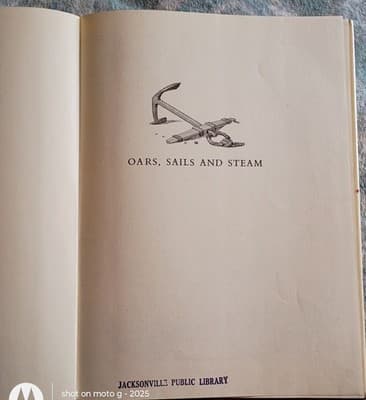 OARS, SAILS AND STEAM
JACKSONVILLE PUBLIC LIBRARY
shot on moto g - 2025